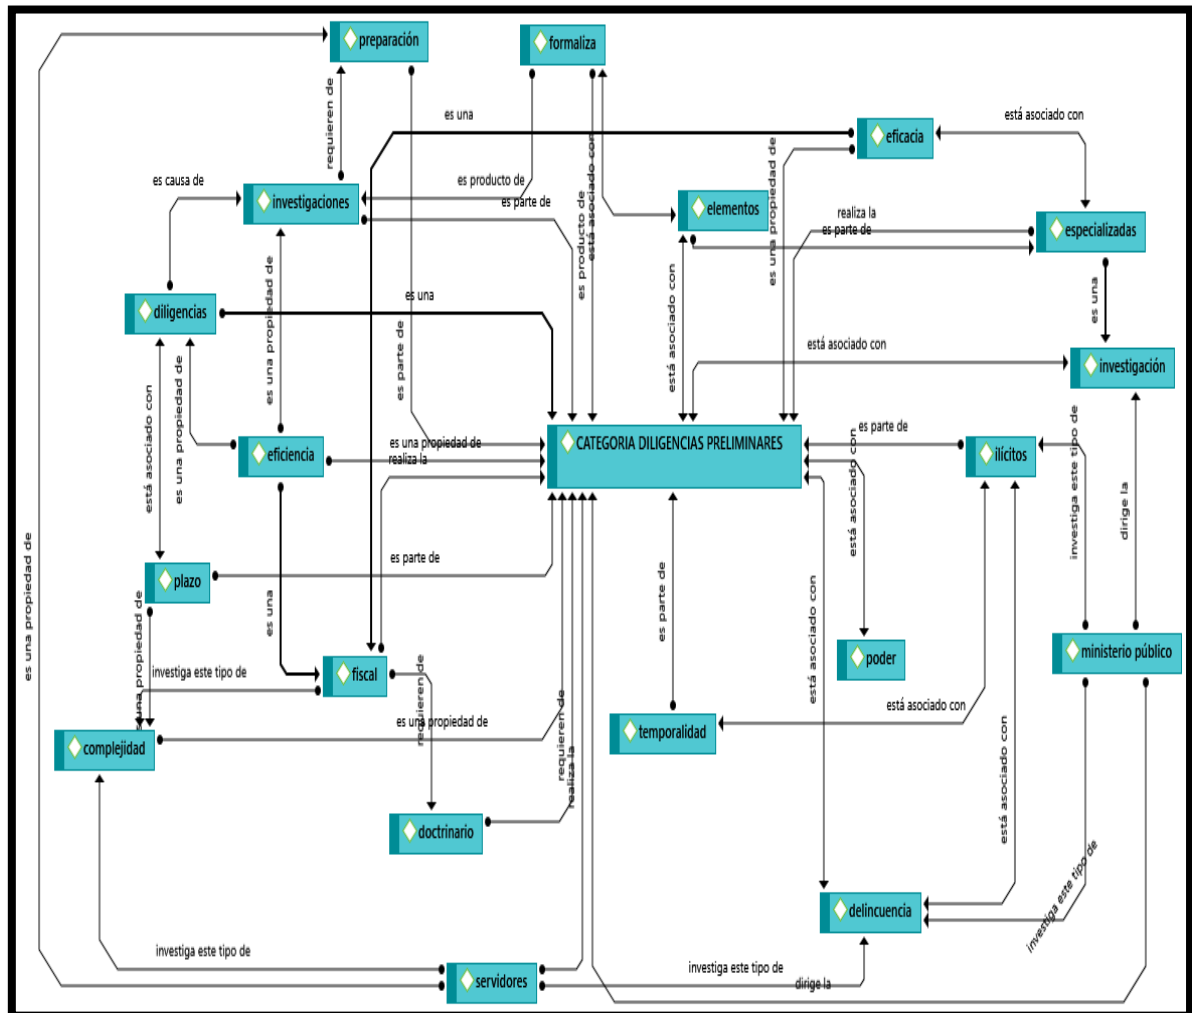 preparación
formaliza
es una
está asociado con
eficacia
requieren de
es causa de
es producto de
investigaciones
es parte de
elementos
realiza la
es parte de
especializadas
es producto de
está asociado con
es una propiedad de
diligencias
es una
es una propiedad de
está asociado con
es una
está asociado con
investigación
es parte de
está asociado con
es una propiedad de
eficiencia
es una propiedad de
realiza la
CATEGORIA DILIGENCIAS PRELIMINARES
es parte de
ilícitos
está asociado con
investiga este tipo de
dirige la
es una propiedad de
plazo
es parte de
es una
es parte de
está asociado con
poder
ministerio público
una propiedad de
investiga este tipo de
fiscal
requieren de
es una propiedad de
complejidad
requieren de
realiza la
temporalidad
está asociado con
está asociado con
doctrinario
investiga este tipo de
delincuencia
investiga este tipo de
servidores
investiga este tipo de
dirige la